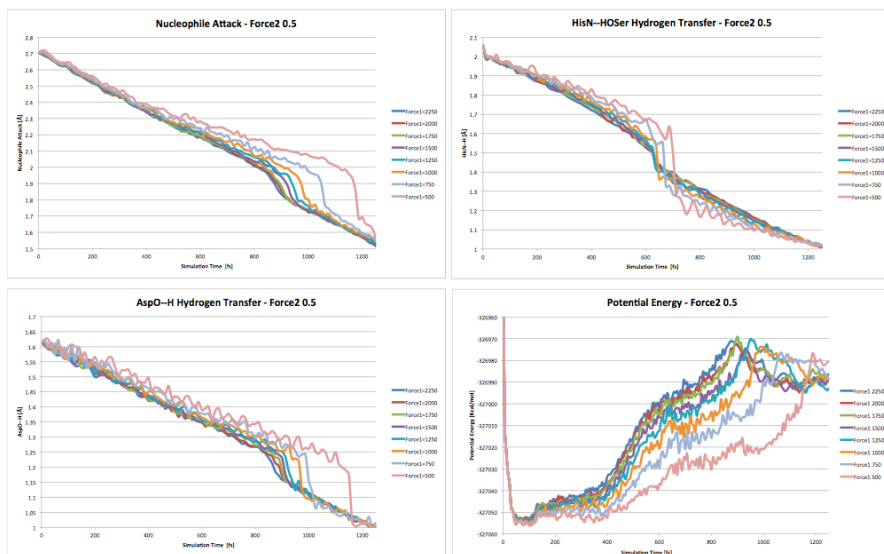 Nucleophile Attack - Force2 0.5
2.8
2.7
2.6
2.5
2.4
2.3
2.2
2.1
2
1.9
1.8
1.7
1.6
1.5
Nucleophile Attack [Å]
0 200 400 600 800 1000 1200
Simulation Time [fs]
Force1=2250
Force1=2000
Force1=1750
Force1=1500
Force1=1250
Force1=1000
Force1=750
Force1=500
HisN--HOSer Hydrogen Transfer - Force2 0.5
2.1
2
1.9
1.8
1.7
1.6
1.5
1.4
1.3
1.2
1.1
1
HisN--H [Å]
0 200 400 600 800 1000 1200
Simulation Time [fs]
Force1=2250
Force1=2000
Force1=1750
Force1=1500
Force1=1250
Force1=1000
Force1=750
Force1=500
AspO--H Hydrogen Transfer - Force2 0.5
1.7
1.65
1.6
1.55
1.5
1.45
1.4
1.35
1.3
1.25
1.2
1.15
1.1
1.05
1
AspO--H [Å]
0 200 400 600 800 1000 1200
Simulation Time [fs]
Force1=2250
Force1=2000
Force1=1750
Force1=1500
Force1=1250
Force1=1000
Force1=750
Force1=500
Potential Energy - Force2 0.5
-326960
-326970
-326980
-326990
-327000
-327010
-327020
-327030
-327040
-327050
-327060
Potential Energy [kcal/mol]
0 200 400 600 800 1000 1200
Simulation Time [fs]
Force1 2250
Force1 2000
Force1 1750
Force1 1500
Force1 1250
Force1 1000
Force1 750
Force1 500